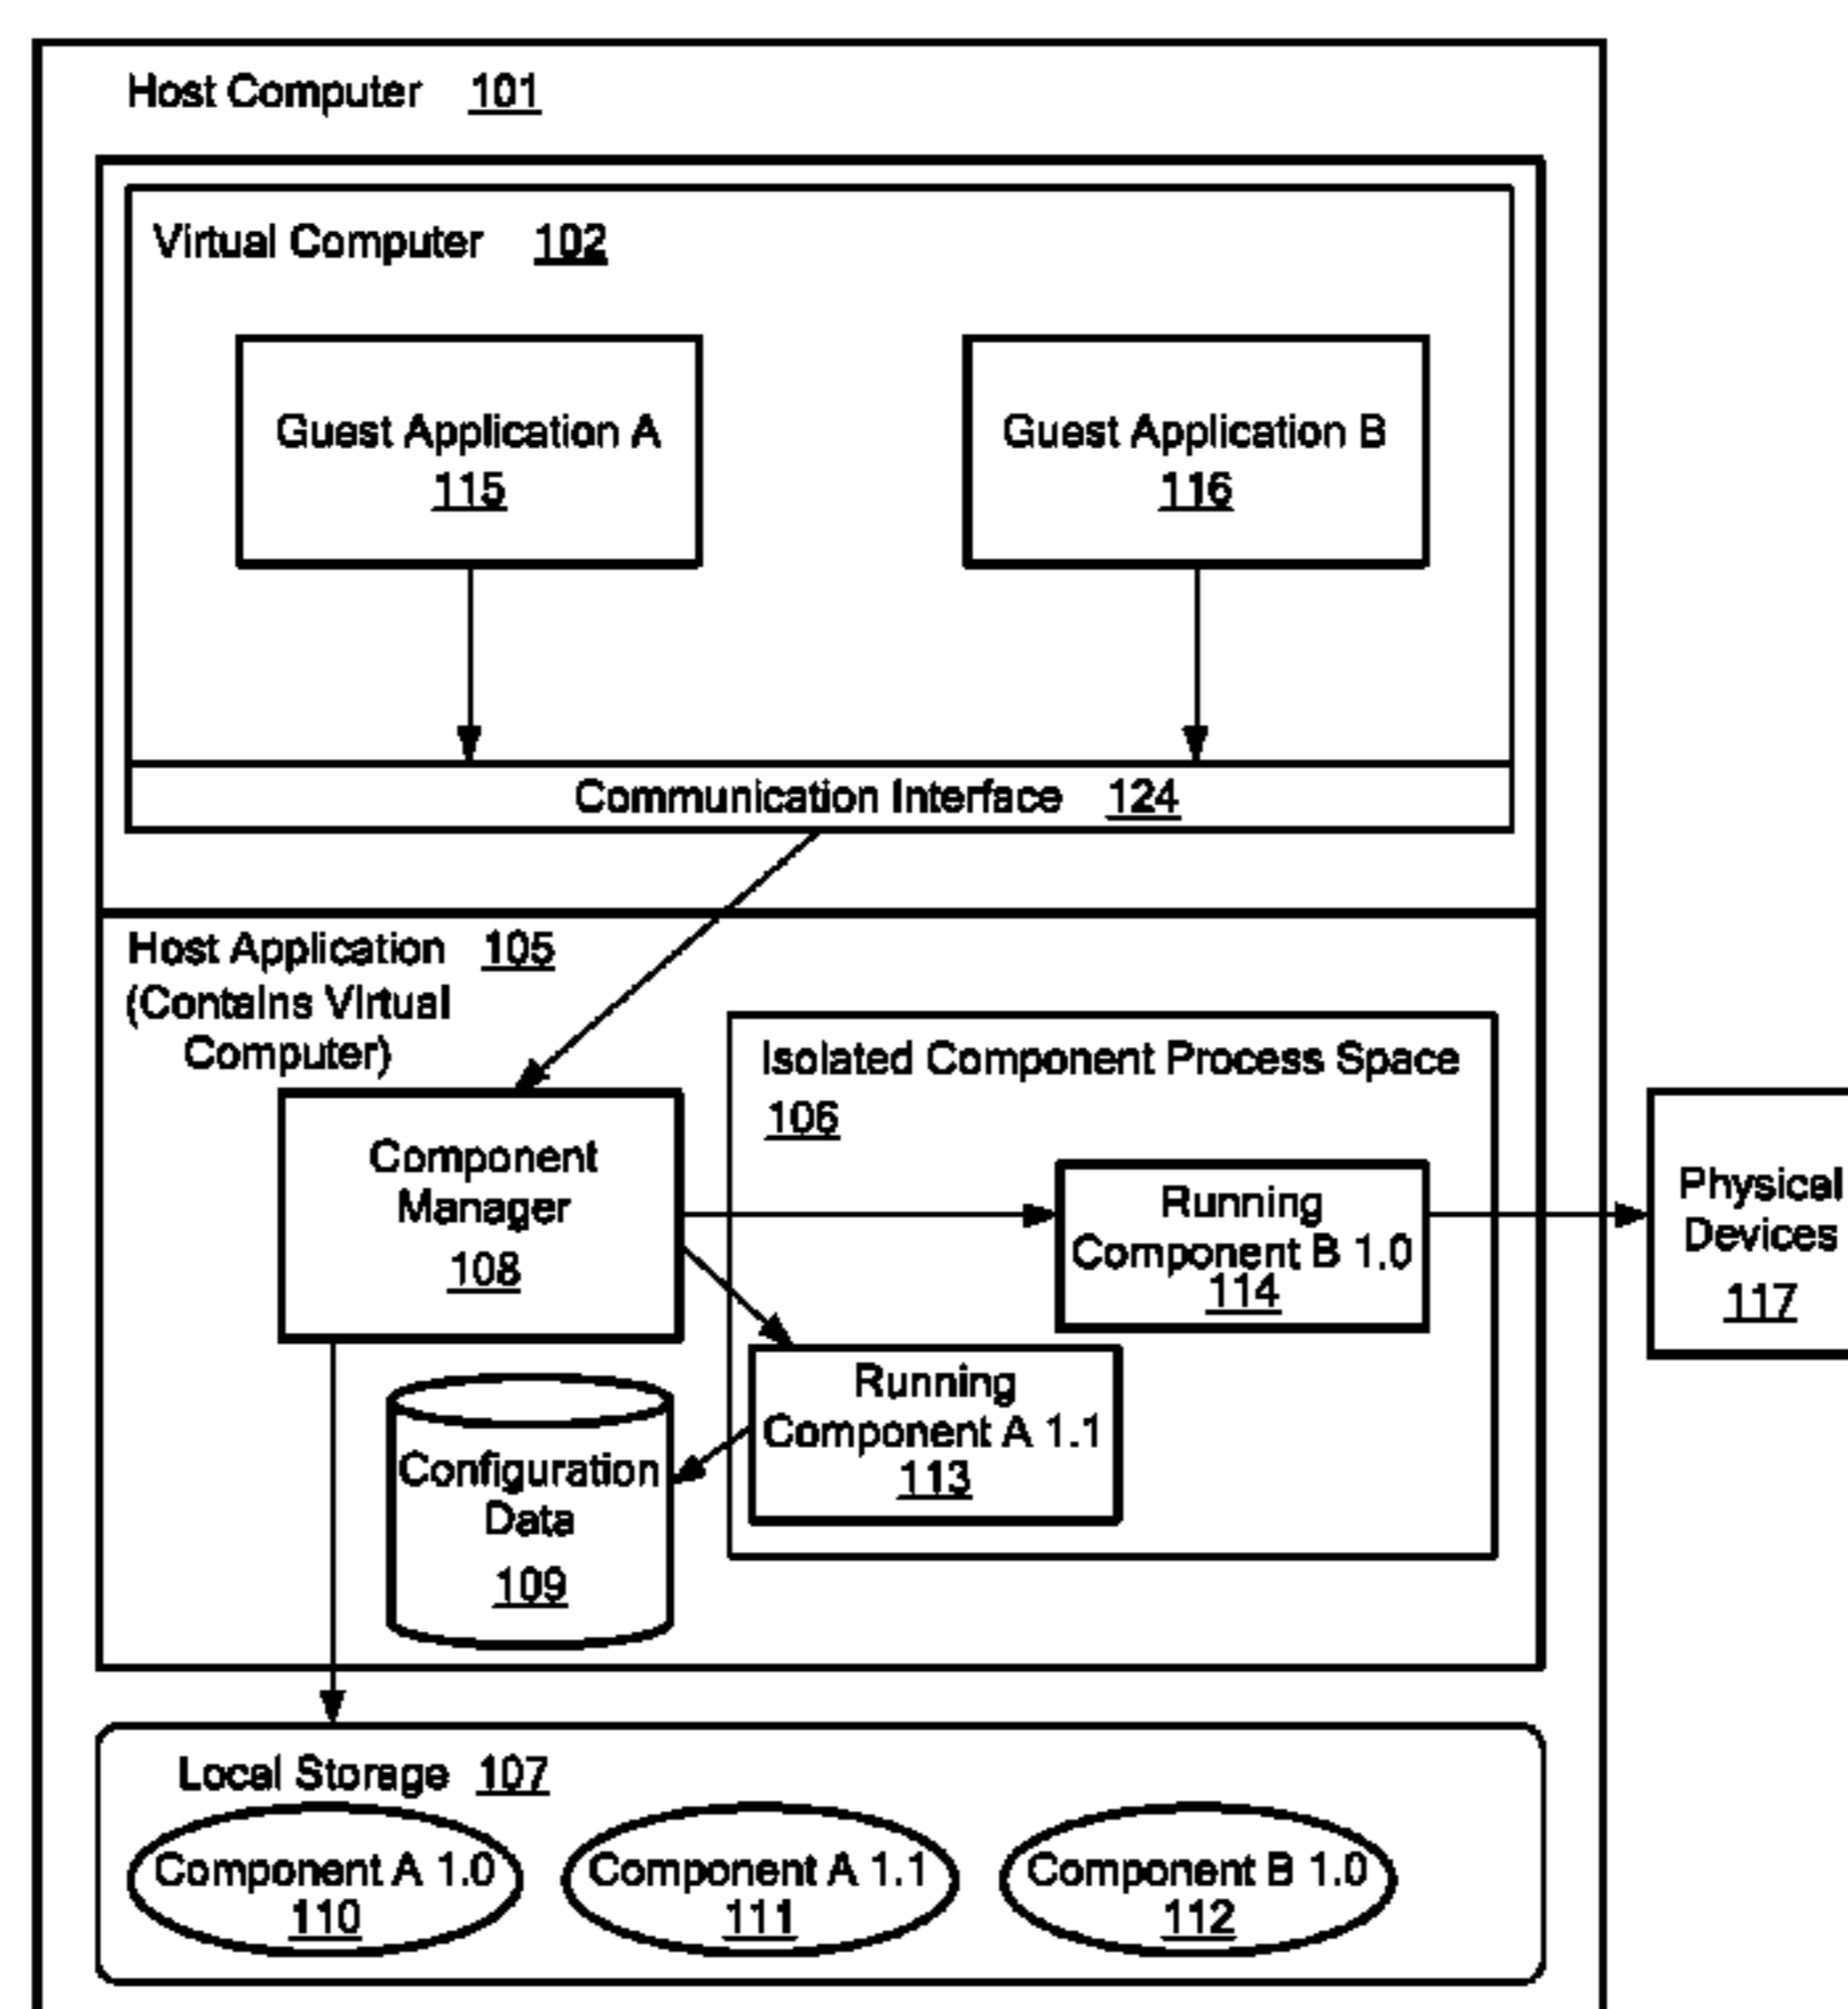 Host Computer 101
Virtual Computer 102
Guest Application A
115
Guest Application B
116
Communication Interface 124
Host Application 105
(Contains Virtual
Computer)
Isolated Component Process Space
106
Component
Manager
108
Running
Component B 1.0
114
Physical
Devices
117
Running
Component A 1.1
113
Configuration
Data
109
Local Storage 107
Component A 1.0
110
Component A 1.1
111
Component B 1.0
112